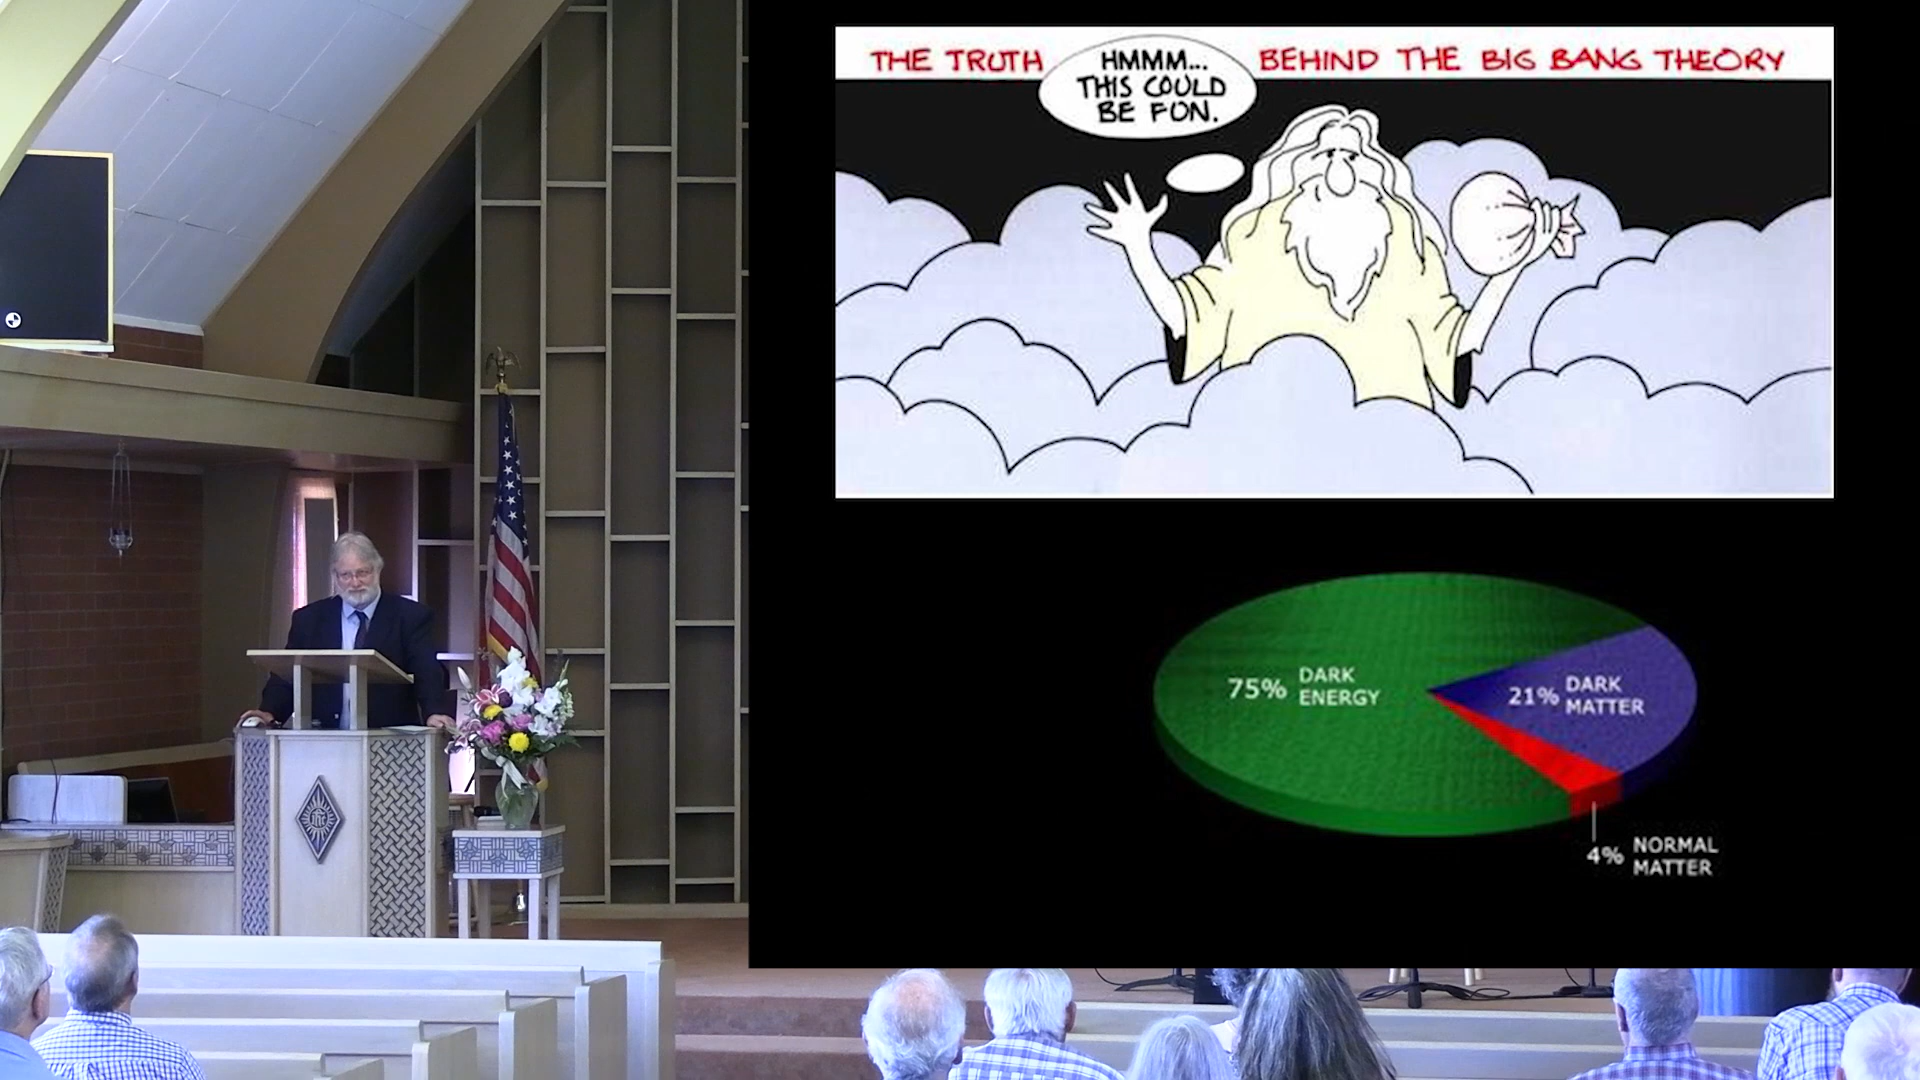 THE TRUTH
HMMM...
THIS COULD
BE FUN.
BEHIND THE BIG BANG THEORY
75% DARK
ENERGY
21% DARK
MATTER
4% NORMAL
MATTER